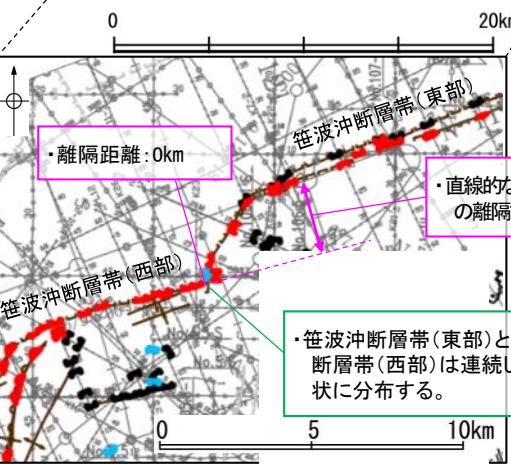 0 20km
笹波沖断層帯(東部)
・離隔距離:0km
・直線的な
の離隔
笹波沖断層帯(西部)
・笹波沖断層帯(東部)と
断層帯(西部)は連続し
状に分布する。
0 5 10km